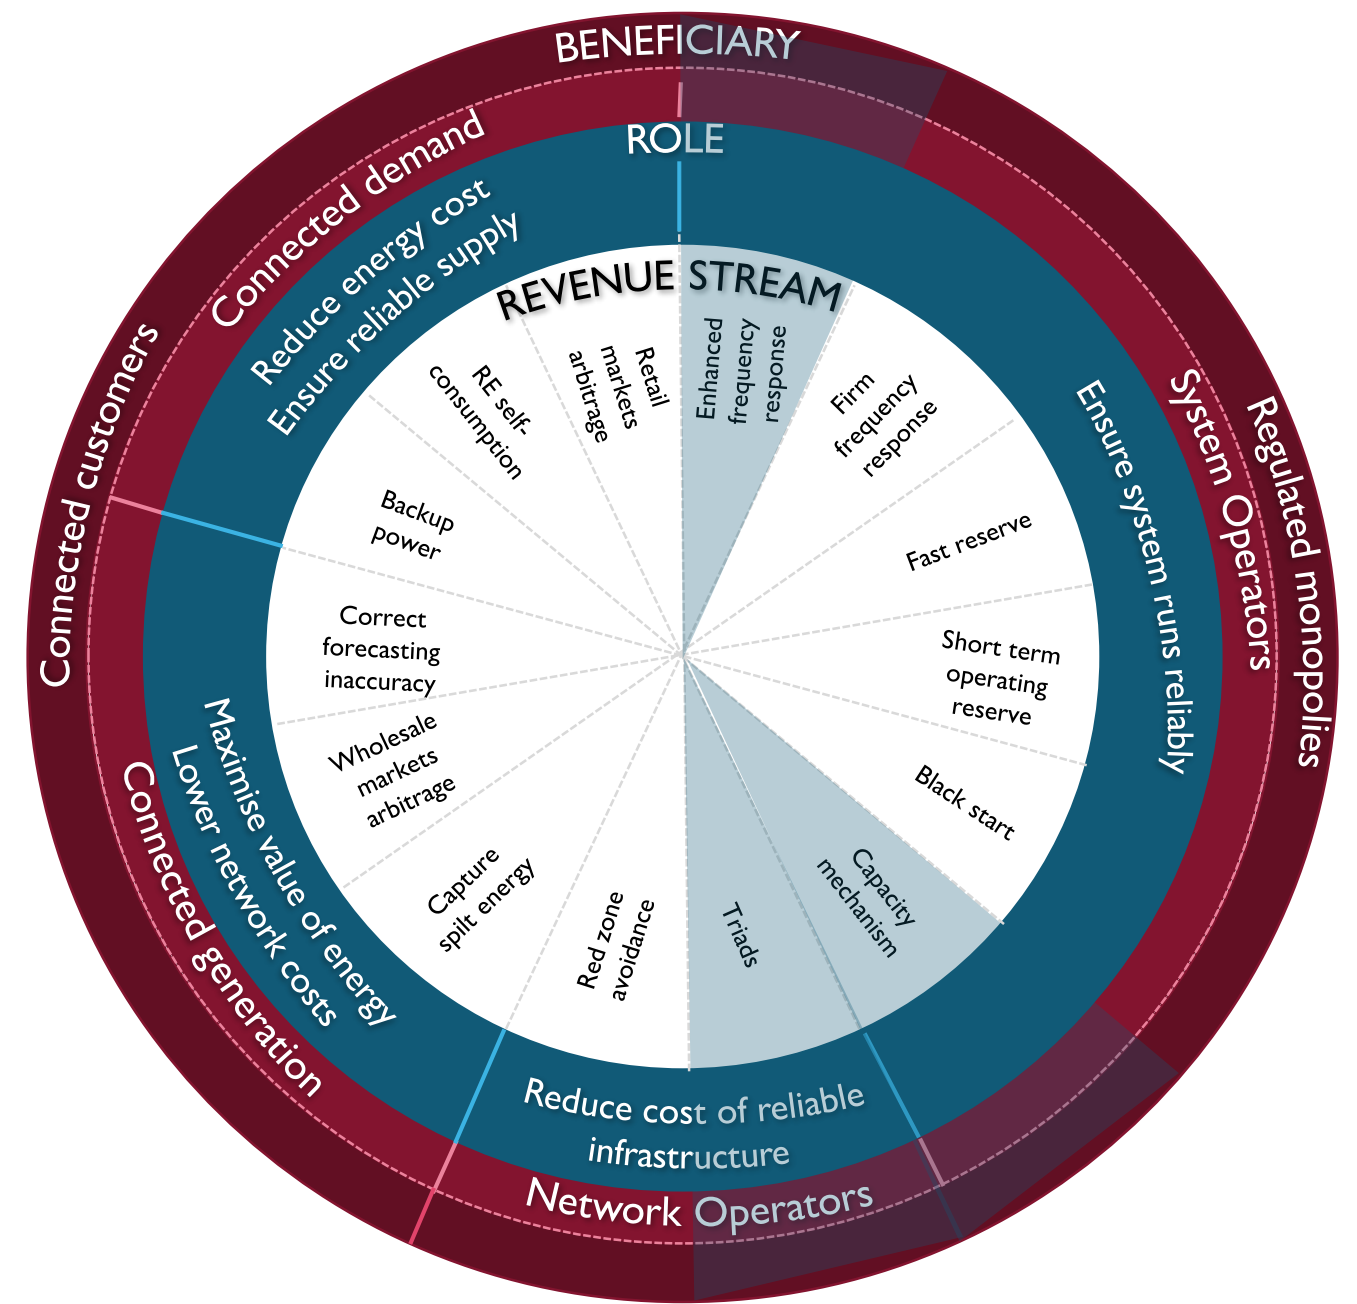 BENEFICIARY
ROLE
REVENUE STREAM
Connected customers
Connected demand
Reduce energy cost
Ensure reliable supply
Regulated monopolies
System Operators
Ensure system runs reliably
Enhanced
frequency
response
Firm
frequency
response
Fast reserve
Short term
operating
reserve
Black start
Capacity
mechanism
Triads
Red zone
avoidance
Capture
spilt energy
Wholesale
markets
arbitrage
Correct
forecasting
inaccuracy
Backup
power
RE self-
consumption
Retail
markets
arbitrage
Maximise value of energy
Lower network costs
Connected generation
Reduce cost of reliable
infrastructure
Network Operators